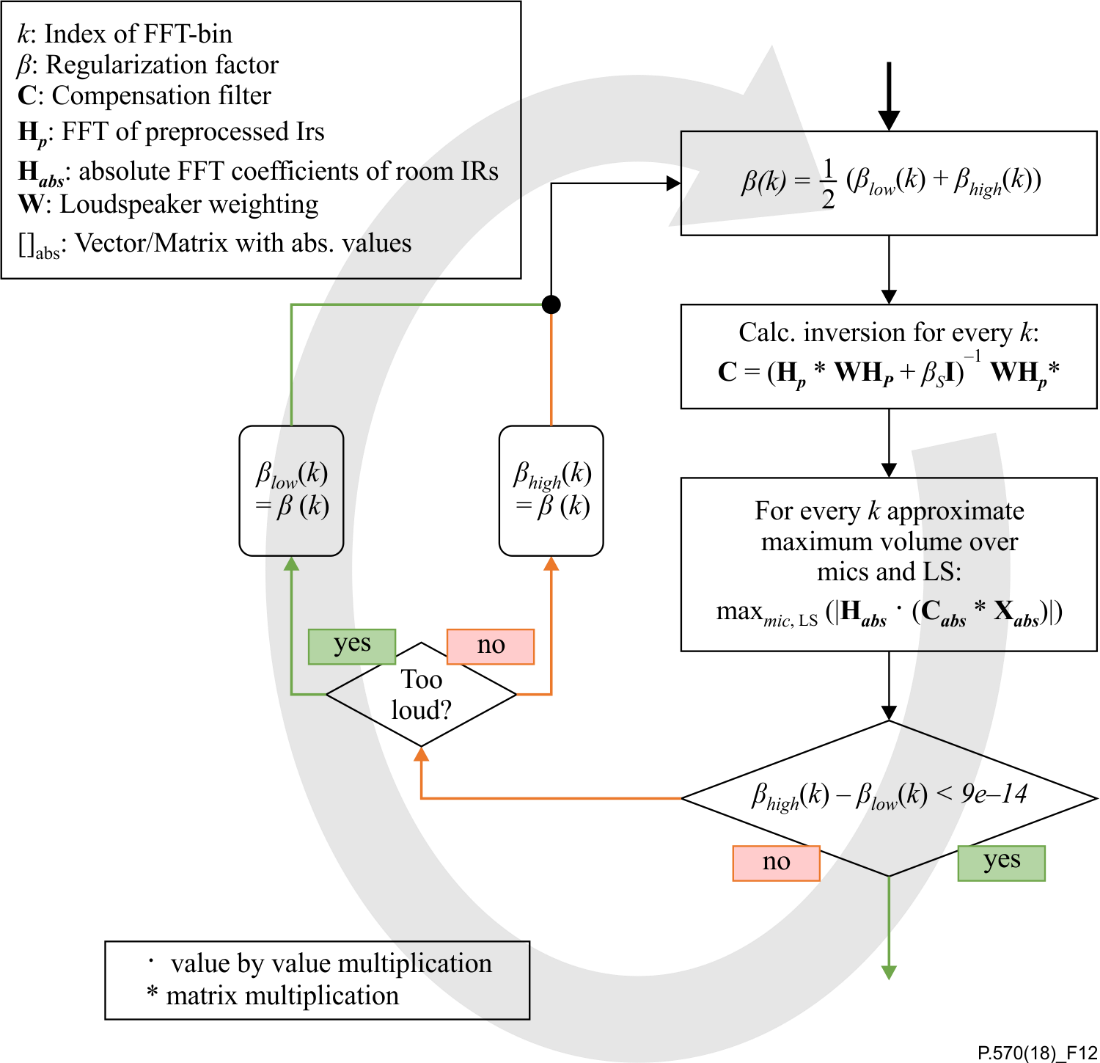 k: Index of FFT-bin
β: Regularization factor
C: Compensation filter
Hp: FFT of preprocessed Irs
Habs: absolute FFT coefficients of room IRs
W: Loudspeaker weighting
[]abs: Vector/Matrix with abs. values
β(k) = 1/2 (βlow(k) + βhigh(k))
Calc. inversion for every k:
C = (Hp * WHP + βSI)–1 WHp*
For every k approximate
maximum volume over
mics and LS:
maxmic, LS (|Habs · (Cabs * Xabs)|)
βhigh(k) – βlow(k) < 9e–14
no
yes
Too
loud?
yes
no
βlow(k)
= β (k)
βhigh(k)
= β (k)
· value by value multiplication
* matrix multiplication
P.570(18)_F12